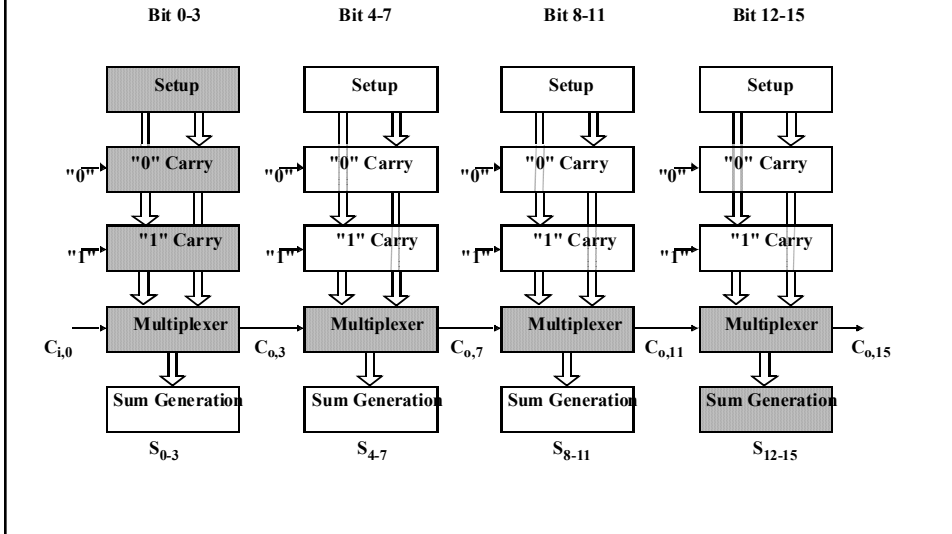 Bit 0-3 Bit 4-7 Bit 8-11 Bit 12-15
Setup Setup Setup Setup
"0" "0" Carry "0" "0" Carry "0" "0" Carry "0" "0" Carry
"1" "1" Carry "1" "1" Carry "1" "1" Carry "1" "1" Carry
Multiplexer Multiplexer Multiplexer Multiplexer
Ci,0 Co,3 Co,7 Co,11 Co,15
Sum Generation Sum Generation Sum Generation Sum Generation
S0-3 S4-7 S8-11 S12-15